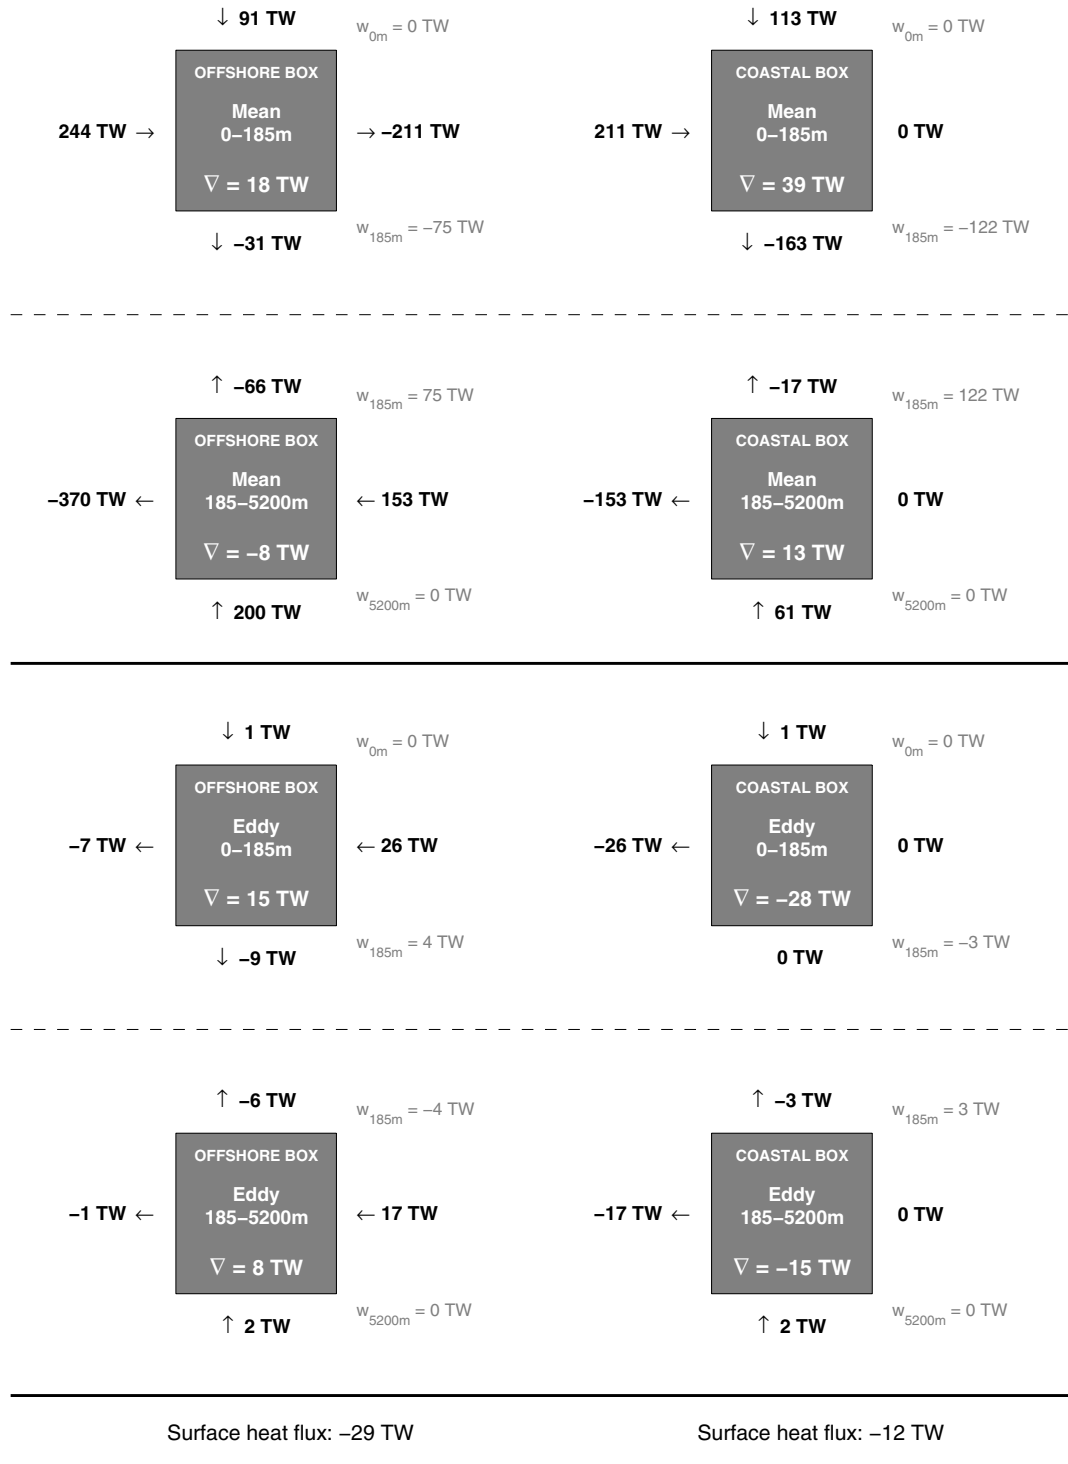 ↓ 91 TW
w0m = 0 TW
OFFSHORE BOX
Mean
0–185m
∇ = 18 TW
244 TW →
→ –211 TW
↓ –31 TW
w185m = –75 TW
↓ 113 TW
w0m = 0 TW
COASTAL BOX
Mean
0–185m
∇ = 39 TW
211 TW →
0 TW
↓ –163 TW
w185m = –122 TW
↑ –66 TW
w185m = 75 TW
OFFSHORE BOX
Mean
185–5200m
∇ = –8 TW
–370 TW ←
← 153 TW
↑ 200 TW
w5200m = 0 TW
↑ –17 TW
w185m = 122 TW
COASTAL BOX
Mean
185–5200m
∇ = 13 TW
–153 TW ←
0 TW
↑ 61 TW
w5200m = 0 TW
↓ 1 TW
w0m = 0 TW
OFFSHORE BOX
Eddy
0–185m
∇ = 15 TW
–7 TW ←
← 26 TW
↓ –9 TW
w185m = 4 TW
↓ 1 TW
w0m = 0 TW
COASTAL BOX
Eddy
0–185m
∇ = –28 TW
–26 TW ←
0 TW
0 TW
w185m = –3 TW
↑ –6 TW
w185m = –4 TW
OFFSHORE BOX
Eddy
185–5200m
∇ = 8 TW
–1 TW ←
← 17 TW
↑ 2 TW
w5200m = 0 TW
↑ –3 TW
w185m = 3 TW
COASTAL BOX
Eddy
185–5200m
∇ = –15 TW
–17 TW ←
0 TW
↑ 2 TW
w5200m = 0 TW
Surface heat flux: –29 TW
Surface heat flux: –12 TW